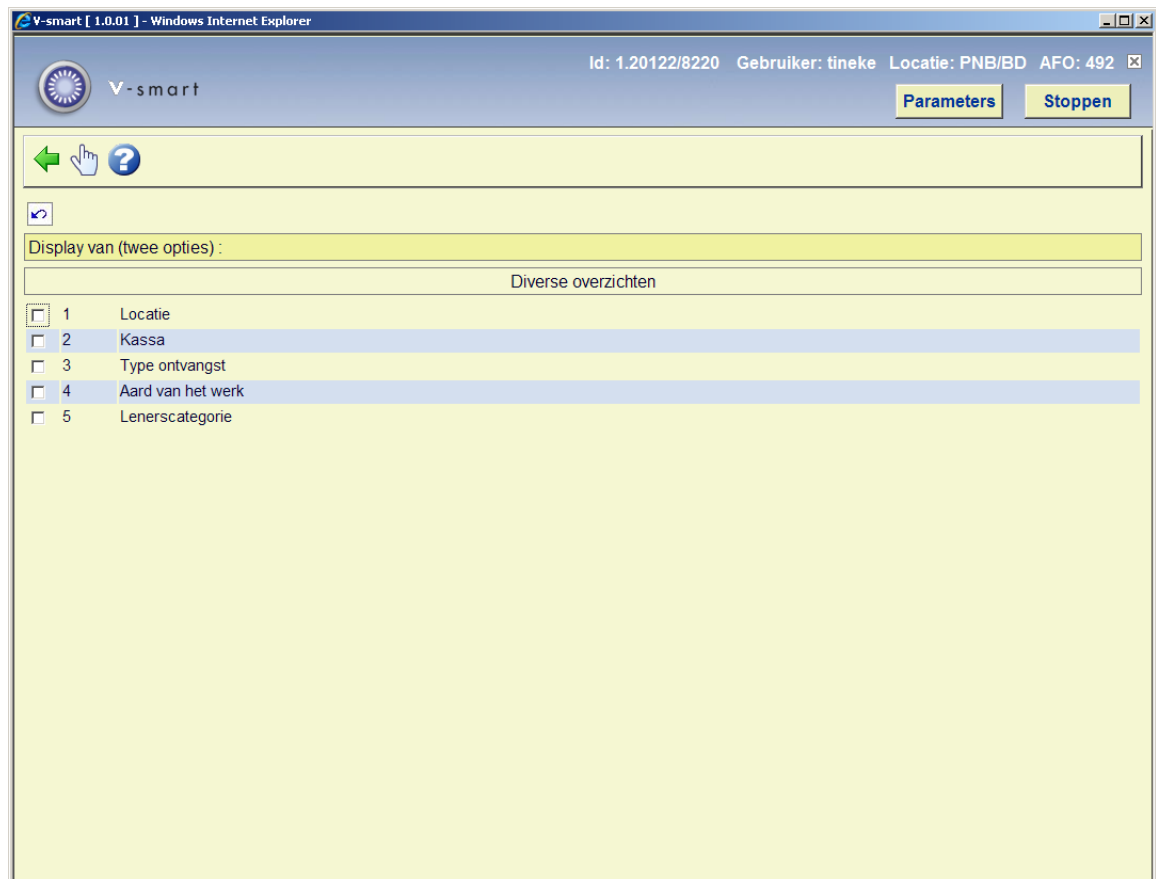 V-smart [ 1.0.01 ] - Windows Internet Explorer
Id: 1.20122/8220 Gebruiker: tineke Locatie: PNB/BD AFO: 492
V-smart
Parameters Stoppen
?
Display van (twee opties) :
Diverse overzichten
1 Locatie
2 Kassa
3 Type ontvangst
4 Aard van het werk
5 Lenerscategorie